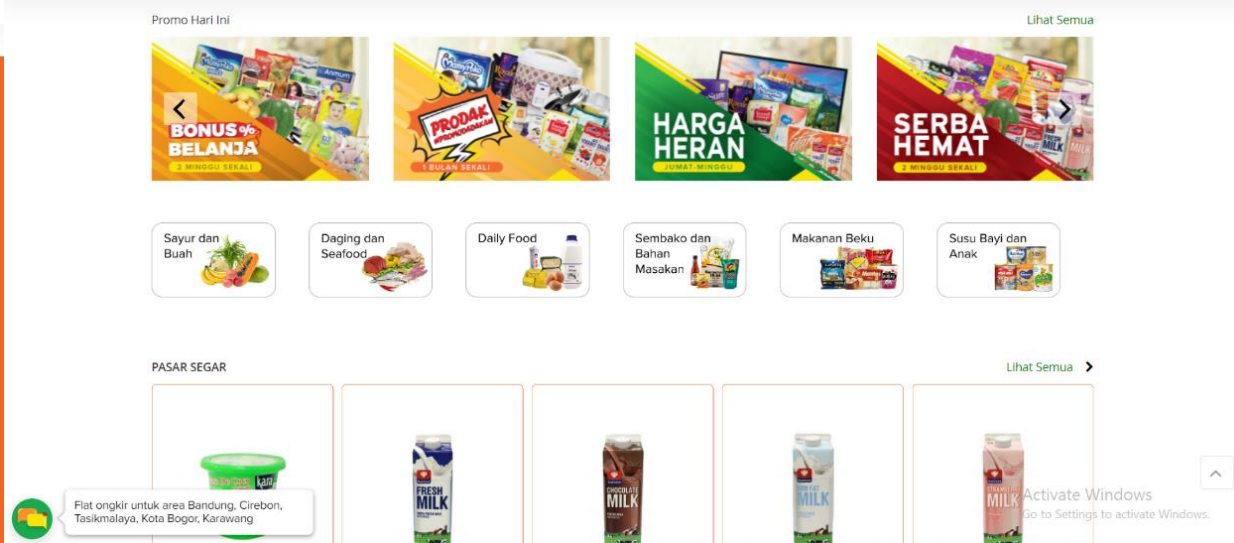 Promo Hari Ini
Lihat Semua
BONUS%
BELANJA
2 MINGGU SEKALI
PRODAK
1 BULAN SEKALI
HARGA
HERAN
JUMAT-MINGGU
SERBA
HEMAT
2 MINGGU SEKALI
Sayur dan
Buah
Daging dan
Seafood
Daily Food
Sembako dan
Bahan
Masakan
Makanan Beku
Susu Bayi dan
Anak
PASAR SEGAR
Lihat Semua
kara
FRESH
MILK
CHOCOLATE
MILK
MILK
MILK
Flat ongkir untuk area Bandung, Cirebon,
Tasikmalaya, Kota Bogor, Karawang
Activate Windows
Go to Settings to activate Windows.